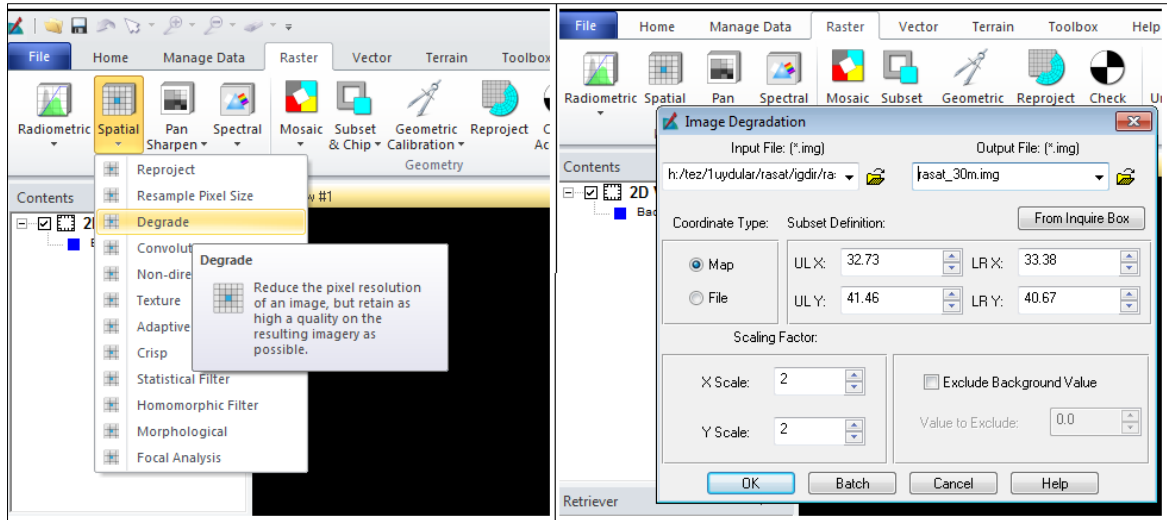 File Home Manage Data Raster Vector Terrain Toolbox
Radiometric Spatial Pan Sharpen Spectral Mosaic Subset & Chip Geometric Calibration Reproject
Geometry
Contents
#1
Reproject
Resample Pixel Size
Degrade
Convolut
Non-dire
Texture
Adaptive
Crisp
Statistical Filter
Homomorphic Filter
Morphological
Focal Analysis
Degrade
Reduce the pixel resolution
of an image, but retain as
high a quality on the
resulting imagery as
possible.
File Home Manage Data Raster Vector Terrain Toolbox Help
Radiometric Spatial Pan Spectral Mosaic Subset Geometric Reproject Check
Contents
2D
Retriever
Image Degradation
Input File: (*.img) Output File: (*.img)
h:/tez/1uydular/rasat/igdir/ra: rasat_30m.img
Coordinate Type: Subset Definition: From Inquire Box
Map ULX: 32.73 LRX: 33.38
File ULY: 41.46 LRY: 40.67
Scaling Factor:
X Scale: 2 Exclude Background Value
Y Scale: 2 Value to Exclude: 0.0
OK Batch Cancel Help